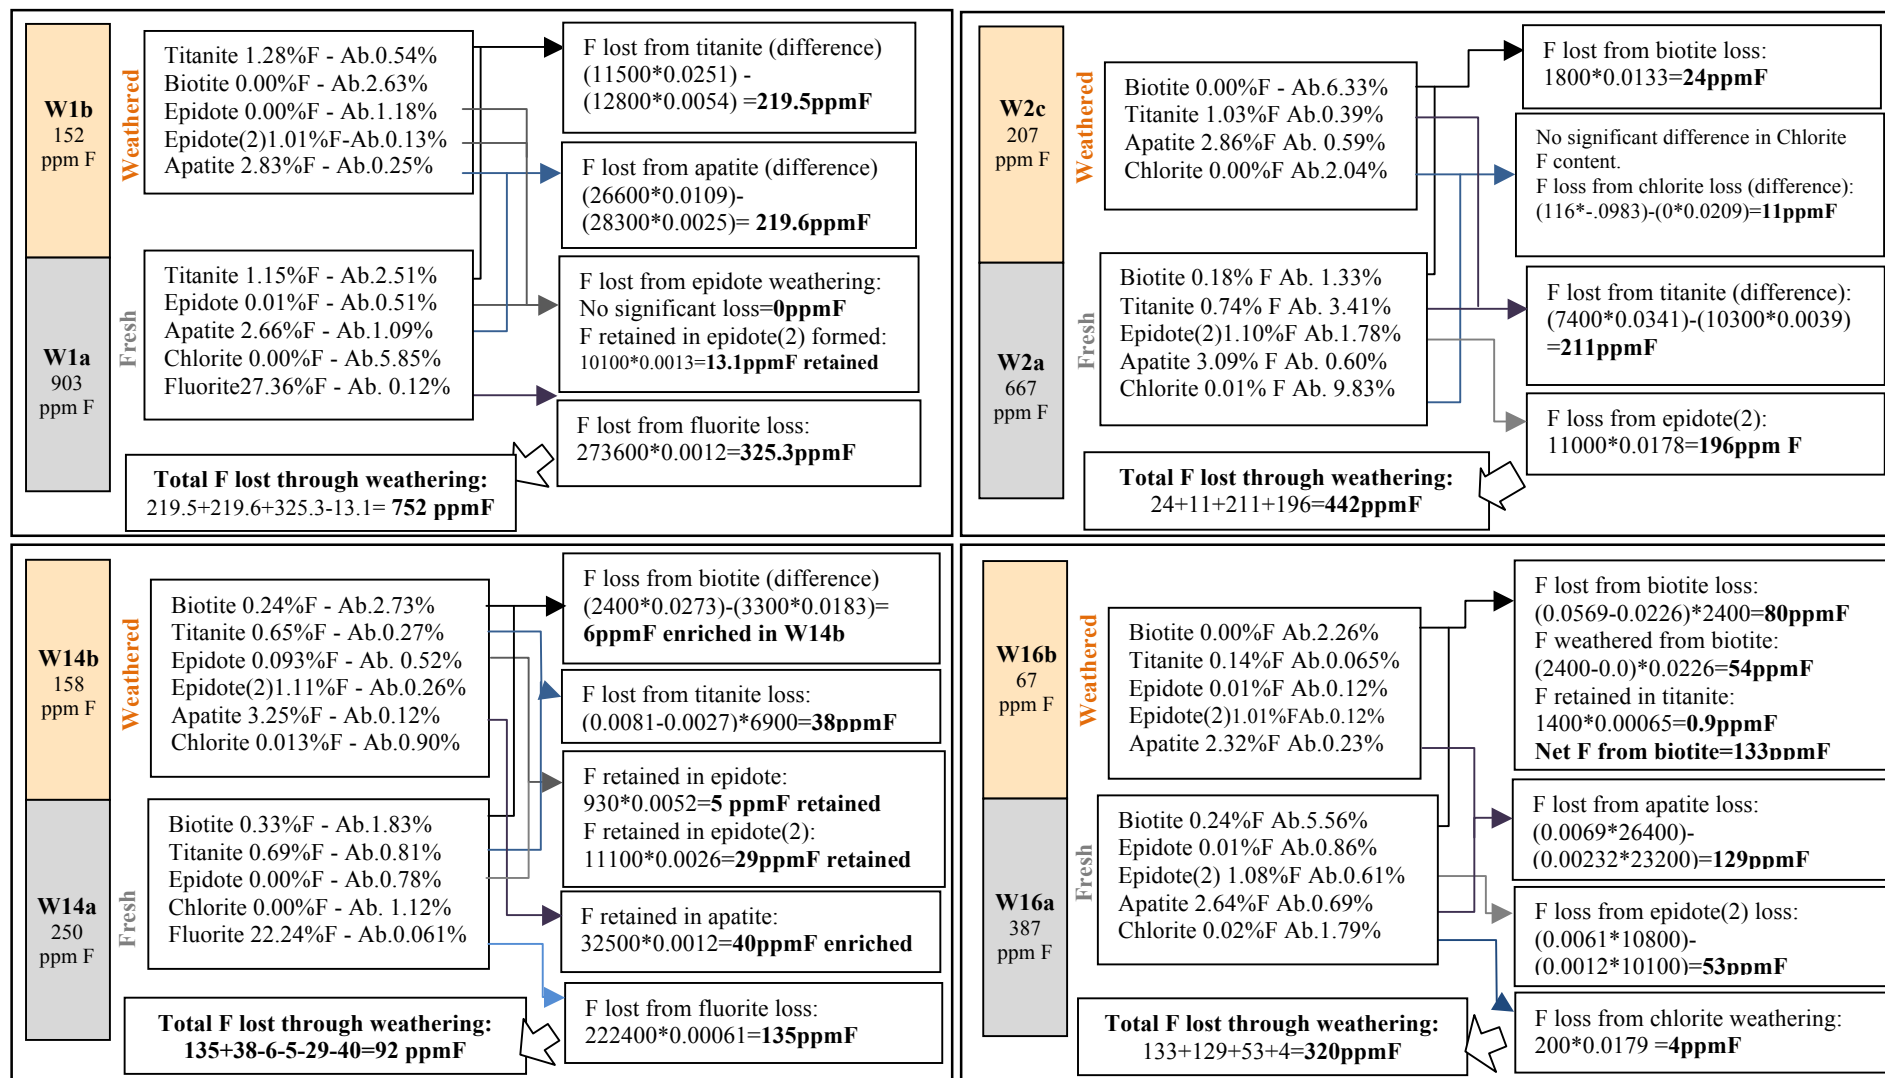 W1b
152
ppm F
Weathered
Titanite 1.28%F - Ab.0.54%
Biotite 0.00%F - Ab.2.63%
Epidote 0.00%F - Ab.1.18%
Epidote(2)1.01%F-Ab.0.13%
Apatite 2.83%F - Ab.0.25%
W1a
903
ppm F
Fresh
Titanite 1.15%F - Ab.2.51%
Epidote 0.01%F - Ab.0.51%
Apatite 2.66%F - Ab.1.09%
Chlorite 0.00%F - Ab.5.85%
Fluorite27.36%F - Ab. 0.12%
F lost from titanite (difference)
(11500*0.0251) -
(12800*0.0054) =219.5ppmF
F lost from apatite (difference)
(26600*0.0109)-
(28300*0.0025)= 219.6ppmF
F lost from epidote weathering:
No significant loss=0ppmF
F retained in epidote(2) formed:
10100*0.0013=13.1ppmF retained
F lost from fluorite loss:
273600*0.0012=325.3ppmF
Total F lost through weathering:
219.5+219.6+325.3-13.1= 752 ppmF
W2c
207
ppm F
Weathered
Biotite 0.00%F - Ab.6.33%
Titanite 1.03%F Ab.0.39%
Apatite 2.86%F Ab. 0.59%
Chlorite 0.00%F Ab.2.04%
W2a
667
ppm F
Fresh
Biotite 0.18% F Ab. 1.33%
Titanite 0.74% F Ab. 3.41%
Epidote(2)1.10%F Ab.1.78%
Apatite 3.09% F Ab. 0.60%
Chlorite 0.01% F Ab. 9.83%
F lost from biotite loss:
1800*0.0133=24ppmF
No significant difference in Chlorite
F content.
F loss from chlorite loss (difference):
(116*-.0983)-(0*0.0209)=11ppmF
F lost from titanite (difference):
(7400*0.0341)-(10300*0.0039)
=211ppmF
F loss from epidote(2):
11000*0.0178=196ppm F
Total F lost through weathering:
24+11+211+196=442ppmF
W14b
158
ppm F
Weathered
Biotite 0.24%F - Ab.2.73%
Titanite 0.65%F - Ab.0.27%
Epidote 0.093%F - Ab. 0.52%
Epidote(2)1.11%F - Ab.0.26%
Apatite 3.25%F - Ab.0.12%
Chlorite 0.013%F - Ab.0.90%
W14a
250
ppm F
Fresh
Biotite 0.33%F - Ab.1.83%
Titanite 0.69%F - Ab.0.81%
Epidote 0.00%F - Ab.0.78%
Chlorite 0.00%F - Ab. 1.12%
Fluorite 22.24%F - Ab.0.061%
F loss from biotite (difference)
(2400*0.0273)-(3300*0.0183)=
6ppmF enriched in W14b
F lost from titanite loss:
(0.0081-0.0027)*6900=38ppmF
F retained in epidote:
930*0.0052=5 ppmF retained
F retained in epidote(2):
11100*0.0026=29ppmF retained
F retained in apatite:
32500*0.0012=40ppmF enriched
F lost from fluorite loss:
222400*0.00061=135ppmF
Total F lost through weathering:
135+38-6-5-29-40=92 ppmF
W16b
67
ppm F
Weathered
Biotite 0.00%F Ab.2.26%
Titanite 0.14%F Ab.0.065%
Epidote 0.01%F Ab.0.12%
Epidote(2)1.01%FAb.0.12%
Apatite 2.32%F Ab.0.23%
W16a
387
ppm F
Fresh
Biotite 0.24%F Ab.5.56%
Epidote 0.01%F Ab.0.86%
Epidote(2) 1.08%F Ab.0.61%
Apatite 2.64%F Ab.0.69%
Chlorite 0.02%F Ab.1.79%
F lost from biotite loss:
(0.0569-0.0226)*2400=80ppmF
F weathered from biotite:
(2400-0.0)*0.0226=54ppmF
F retained in titanite:
1400*0.00065=0.9ppmF
Net F from biotite=133ppmF
F lost from apatite loss:
(0.0069*26400)-
(0.00232*23200)=129ppmF
F loss from epidote(2) loss:
(0.0061*10800)-
(0.0012*10100)=53ppmF
F loss from chlorite weathering:
200*0.0179 =4ppmF
Total F lost through weathering:
133+129+53+4=320ppmF